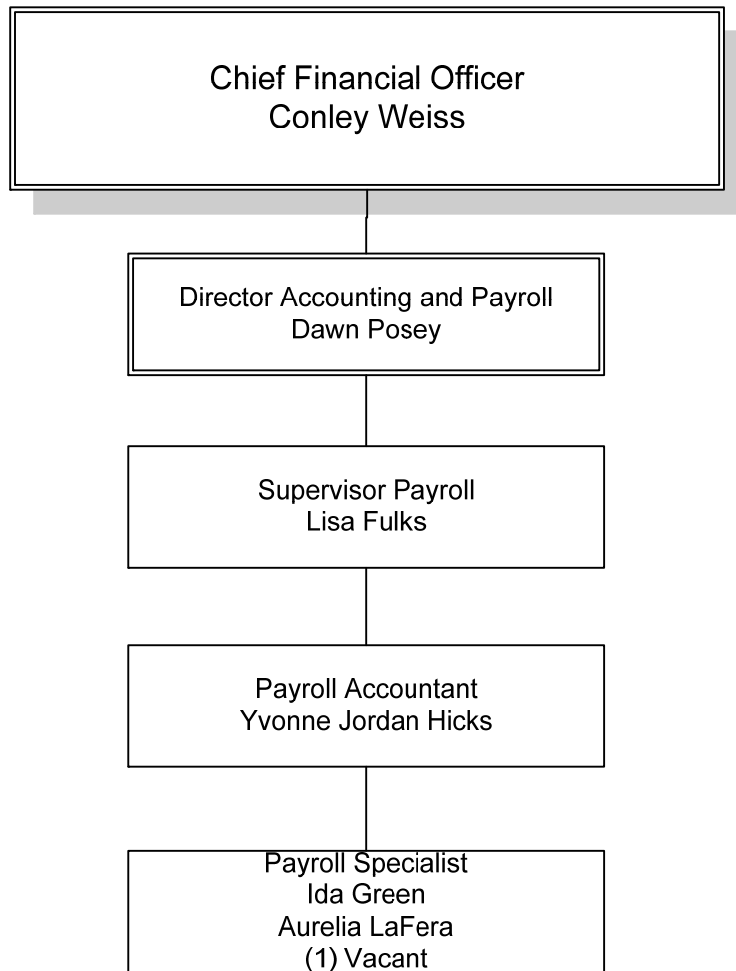 Chief Financial Officer
Conley Weiss
Director Accounting and Payroll
Dawn Posey
Supervisor Payroll
Lisa Fulks
Payroll Accountant
Yvonne Jordan Hicks
Payroll Specialist
Ida Green
Aurelia LaFera
(1) Vacant